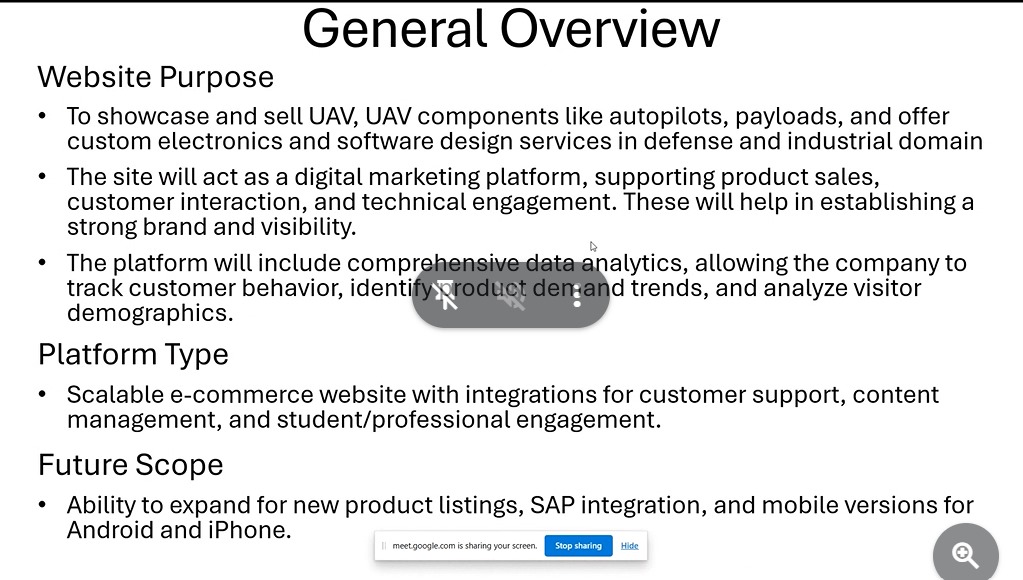 General Overview
Website Purpose
• To showcase and sell UAV, UAV components like autopilots, payloads, and offer
custom electronics and software design services in defense and industrial domain
• The site will act as a digital marketing platform, supporting product sales,
customer interaction, and technical engagement. These will help in establishing a
strong brand and visibility.
• The platform will include comprehensive data analytics, allowing the company to
track customer behavior, identify product demand trends, and analyze visitor
demographics.
Platform Type
• Scalable e-commerce website with integrations for customer support, content
management, and student/professional engagement.
Future Scope
• Ability to expand for new product listings, SAP integration, and mobile versions for
Android and iPhone.
meet.google.com is sharing your screen. Stop sharing Hide